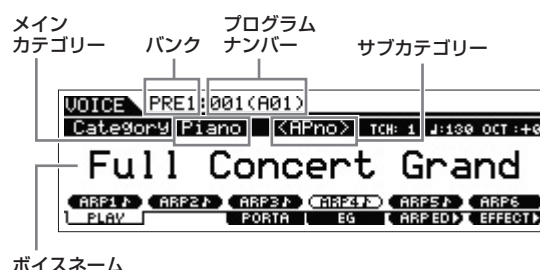 メイン
カテゴリー バンク プログラム
ナンバー サブカテゴリー
VOICE PRE1:001(A01)
Category Piano <APno> TCH: 1 ♩:130 OCT:+0
Full Concert Grand
ARP1♪ ARP2♪ ARP3♪ ARP4♪ ARP5♪ ARP6
PLAY PORTA EG ARP ED▶ EFFECT▶
ボイスネーム